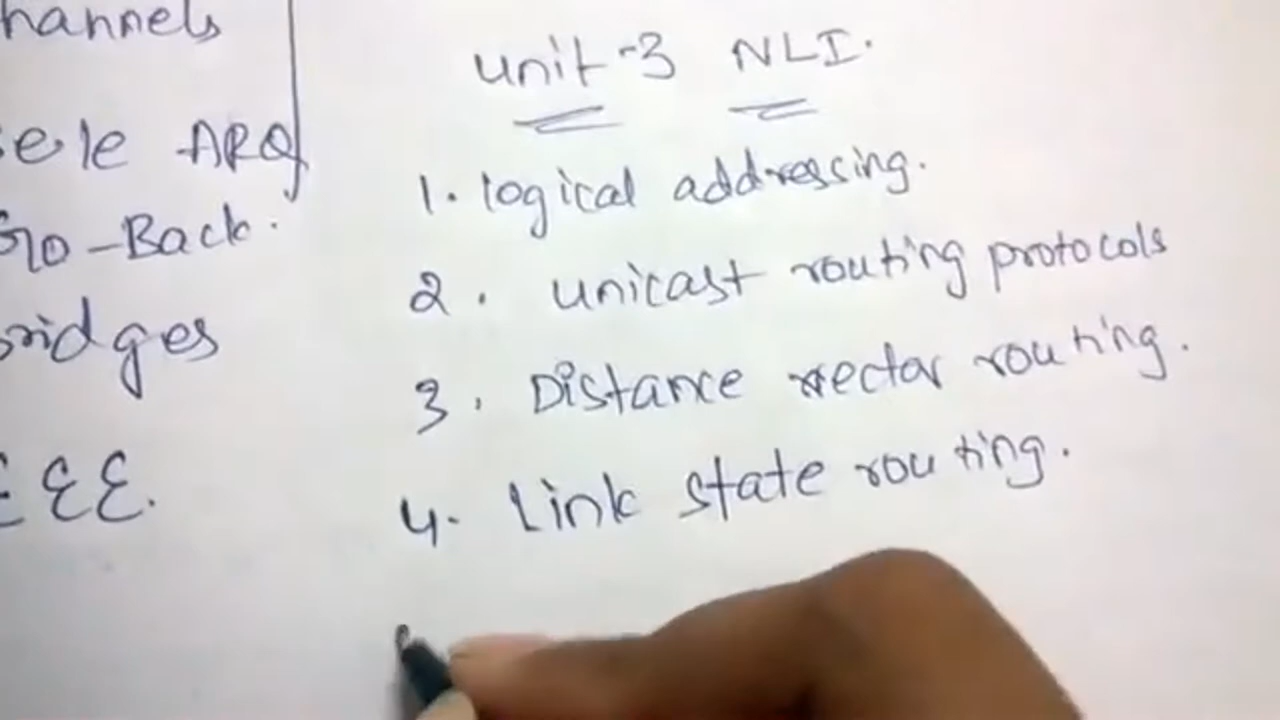 hannels
ARQ
Go-Back.
ridges
EEE.
unit-3 NLI.
1. logical addressing.
2. unicast routing protocols
3. Distance vector routing.
4. Link state routing.